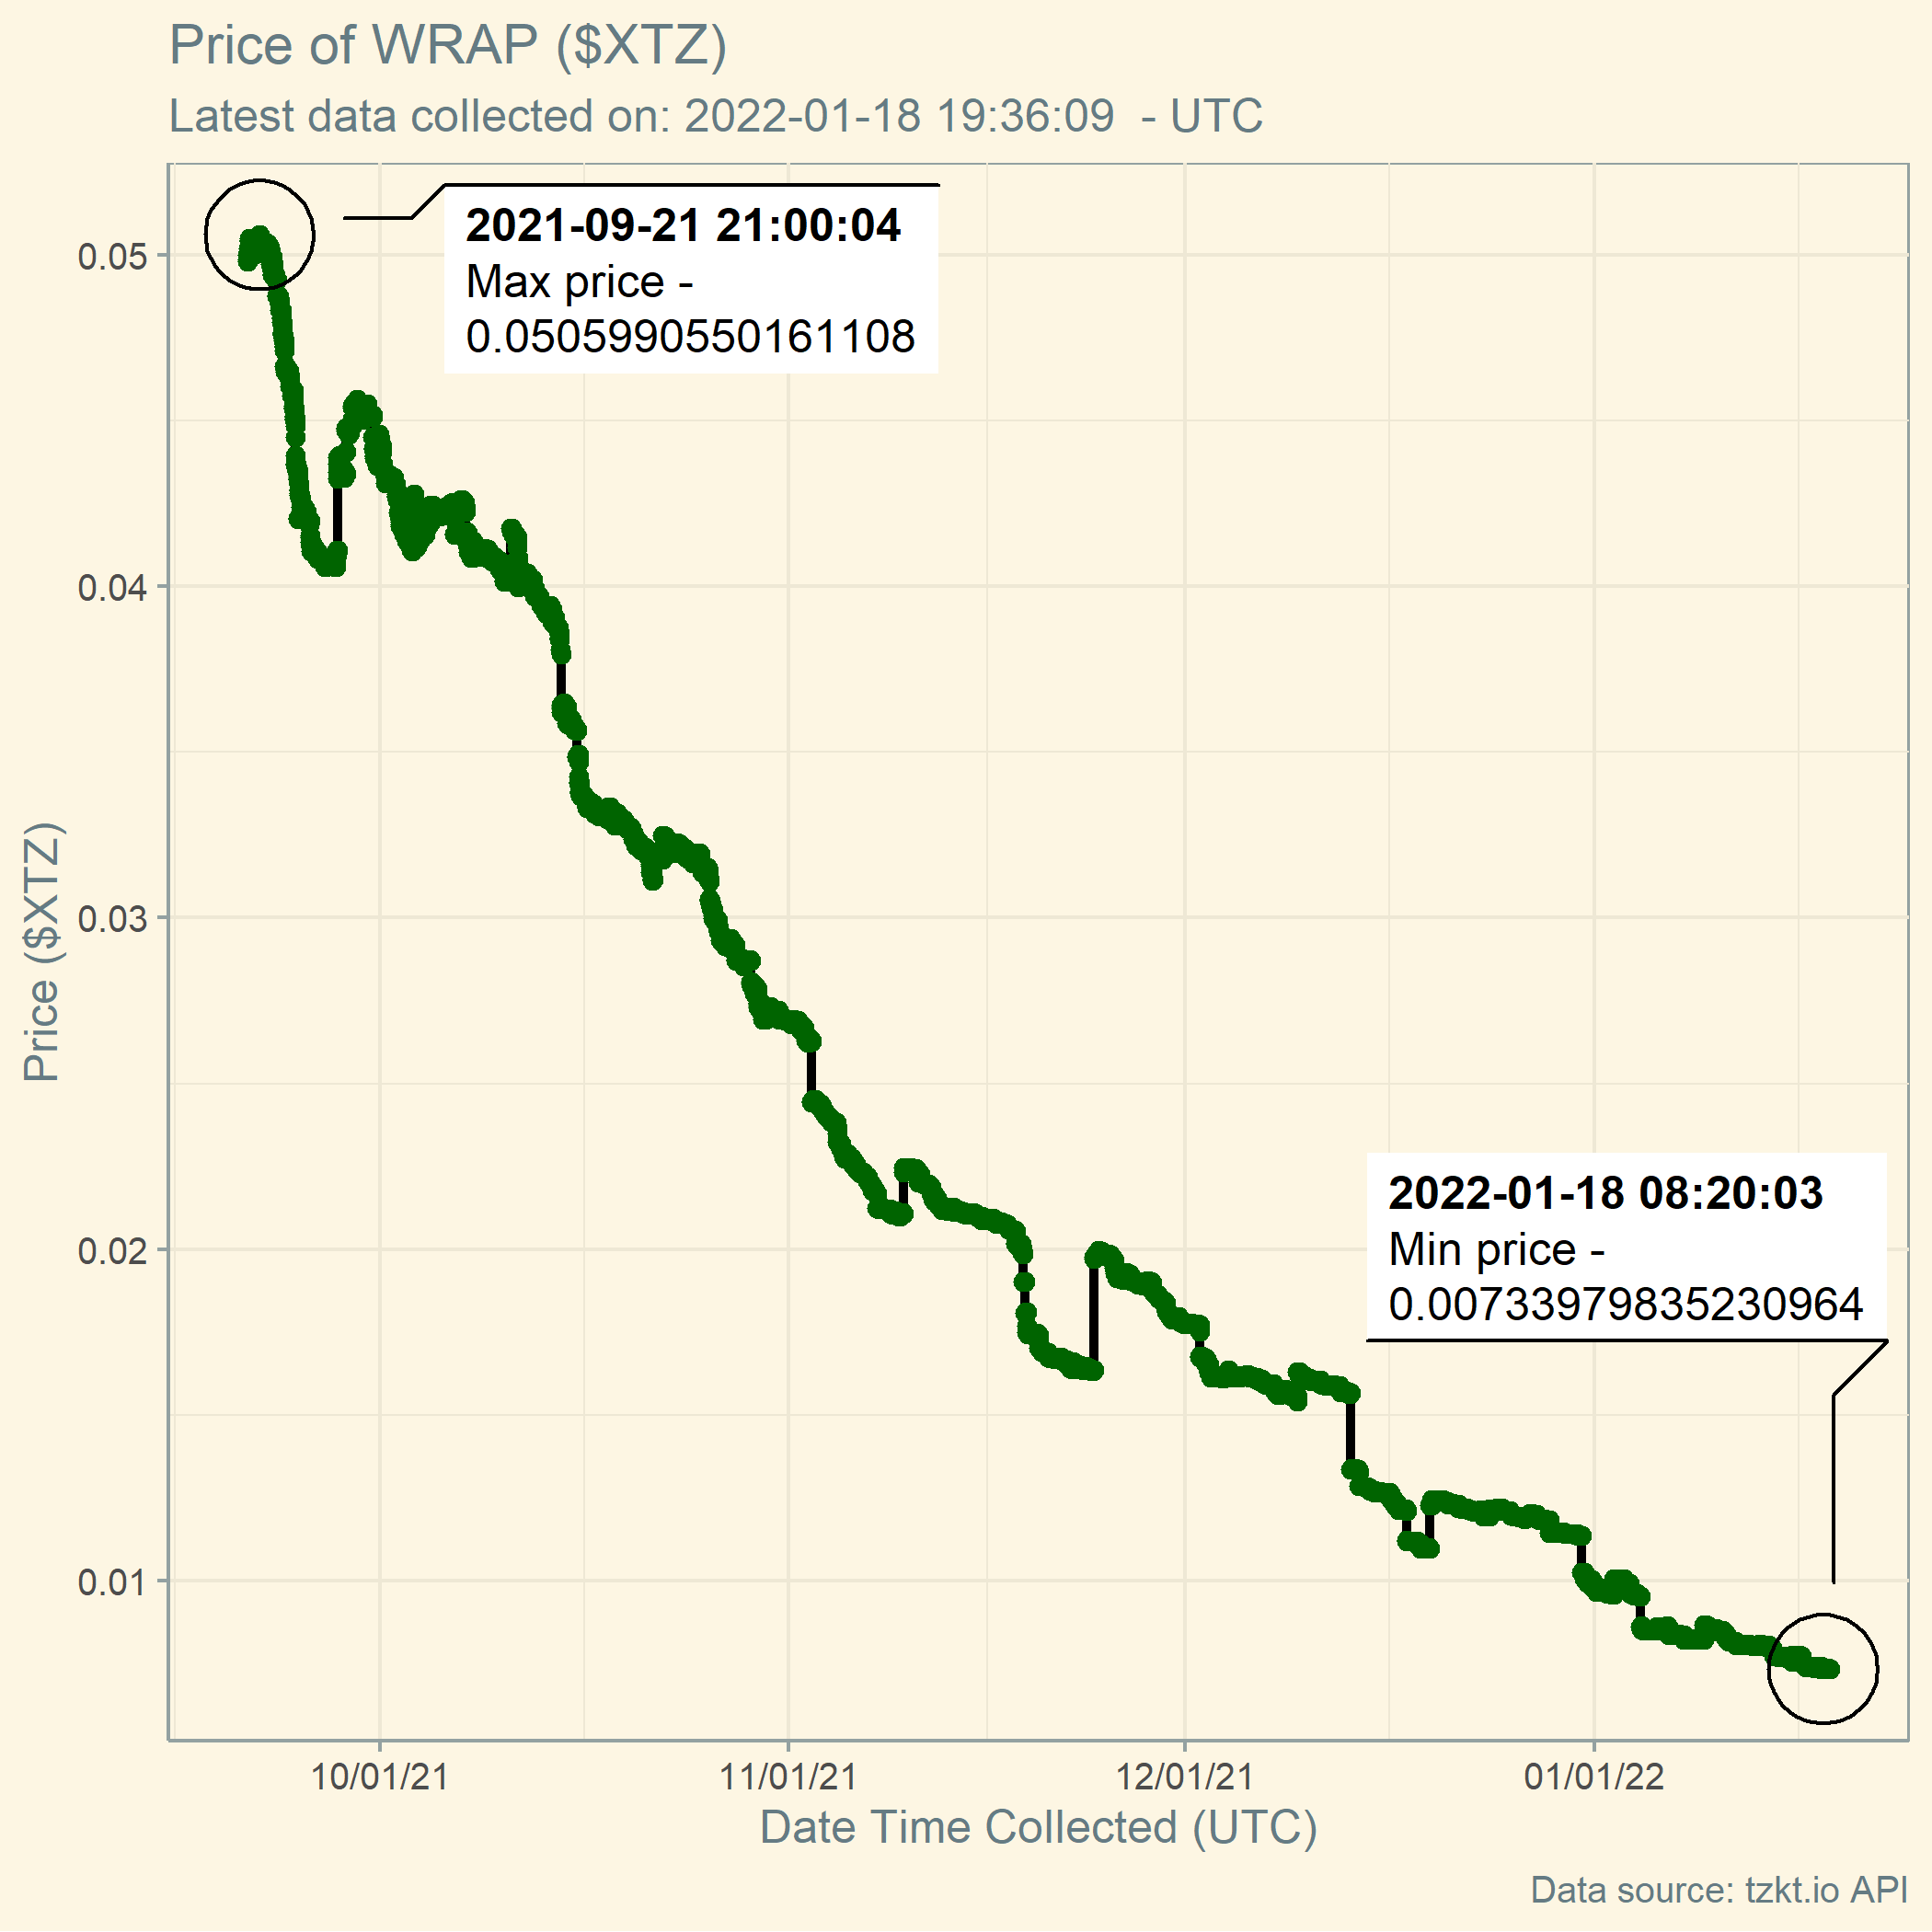 Price of WRAP ($XTZ)
Latest data collected on: 2022-01-18 19:36:09  - UTC
2021-09-21 21:00:04
Max price -
0.0505990550161108
0.05
0.04
0.03
0.02
0.01
Price ($XTZ)
2022-01-18 08:20:03
Min price -
0.00733979835230964
10/01/21
11/01/21
12/01/21
01/01/22
Date Time Collected (UTC)
Data source: tzkt.io API